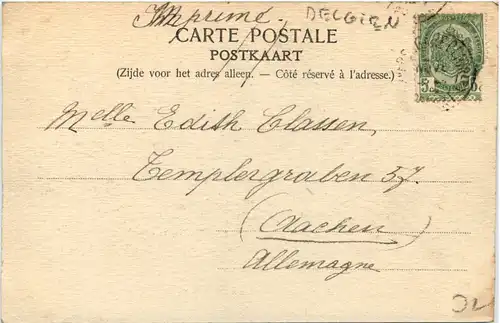 Imprimé. BELGIEN
CARTE POSTALE
POSTKAART
(Zijde voor het adres alleen. — Côté réservé à l'adresse.)
Melle Edith Classen,
Templergraben 57.
(Aachen)
Allemagne